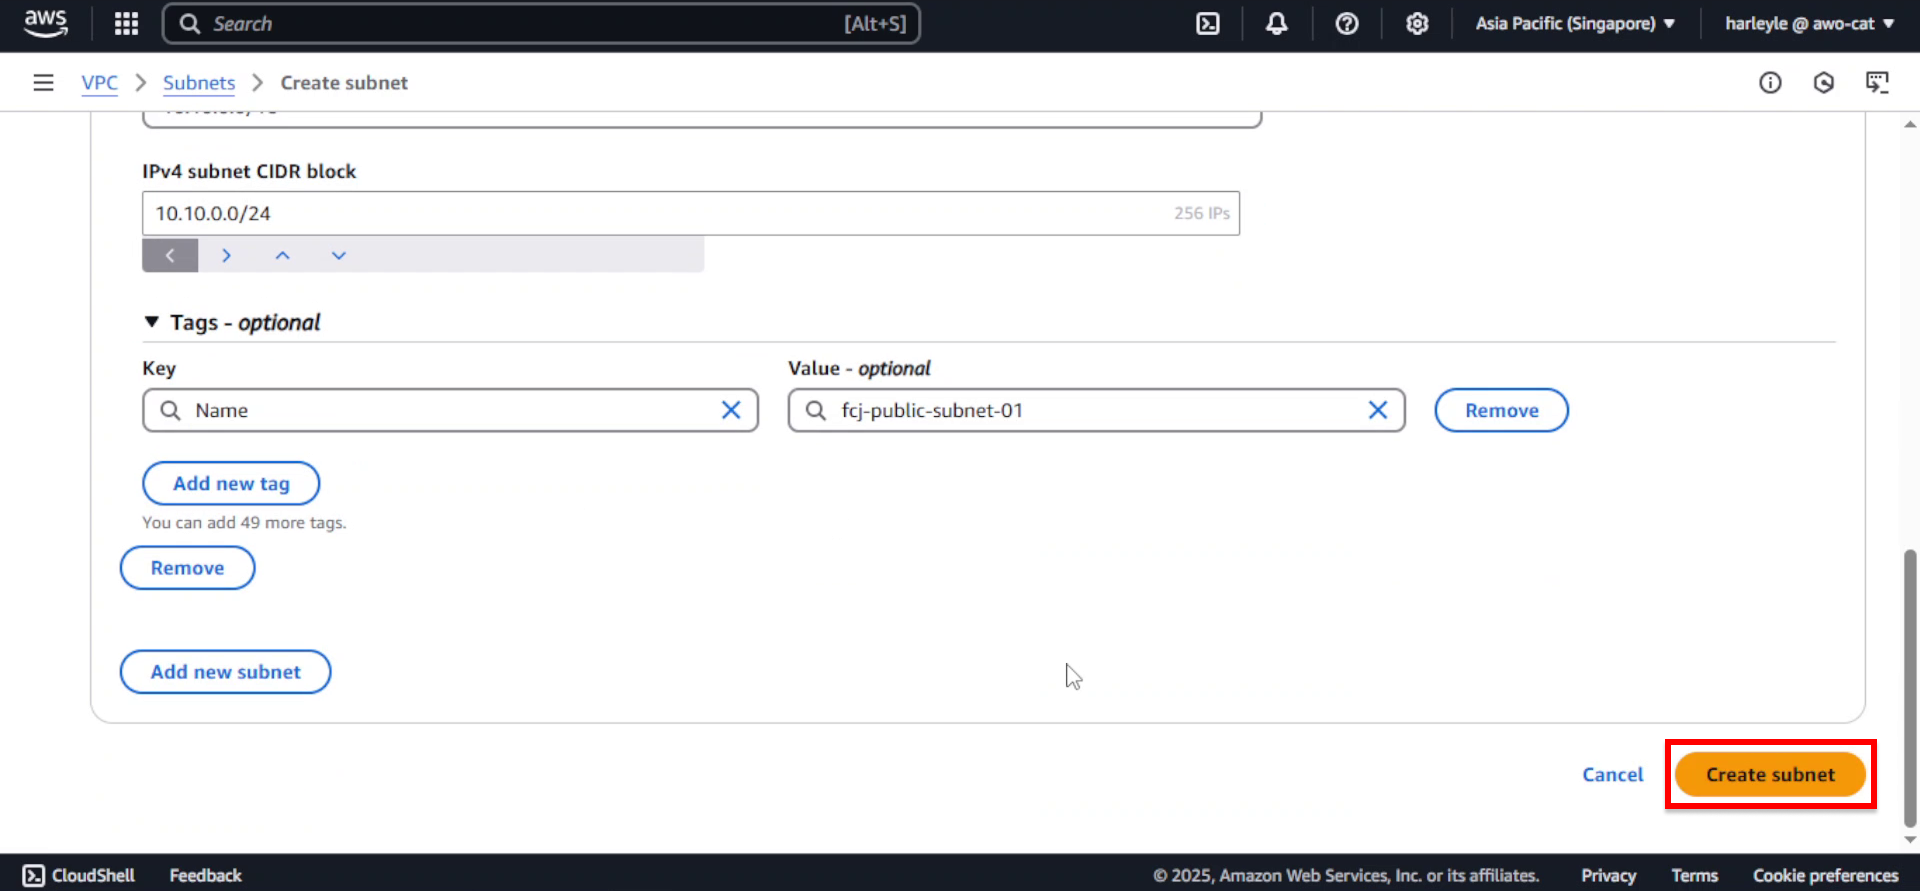 aws
Search
[Alt+S]
Asia Pacific (Singapore)
harleyle @ awo-cat
VPC
Subnets
Create subnet
IPv4 subnet CIDR block
10.10.0.0/24
256 IPs
Tags - optional
Key
Value - optional
Name
fcj-public-subnet-01
Remove
Add new tag
You can add 49 more tags.
Remove
Add new subnet
Cancel
Create subnet
CloudShell
Feedback
© 2025, Amazon Web Services, Inc. or its affiliates.
Privacy
Terms
Cookie preferences